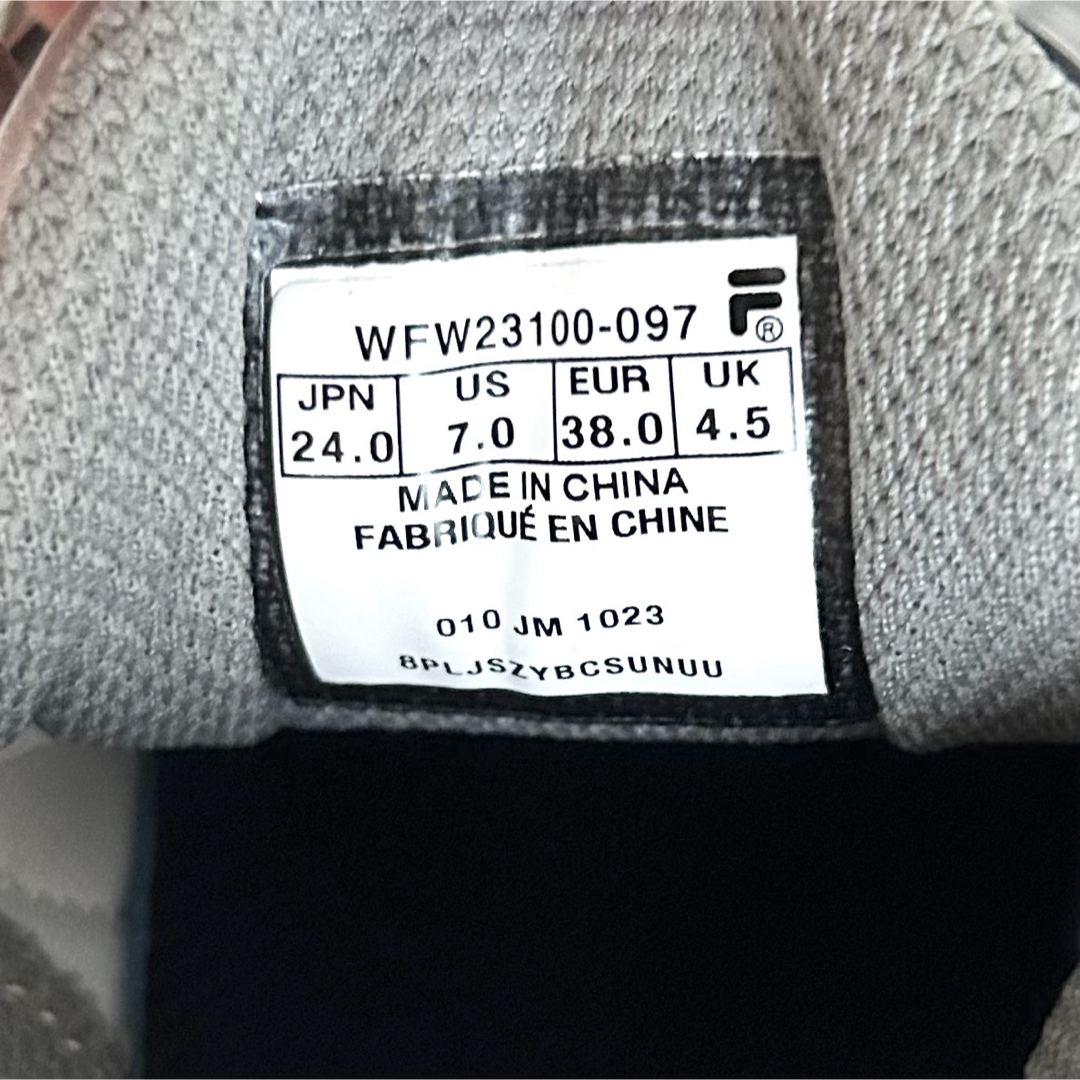 WFW23100-097 F®
JPN US EUR UK
24.0 7.0 38.0 4.5
MADE IN CHINA
FABRIQUÉ EN CHINE
010 JM 1023
8PLJSZYBCSUNUU